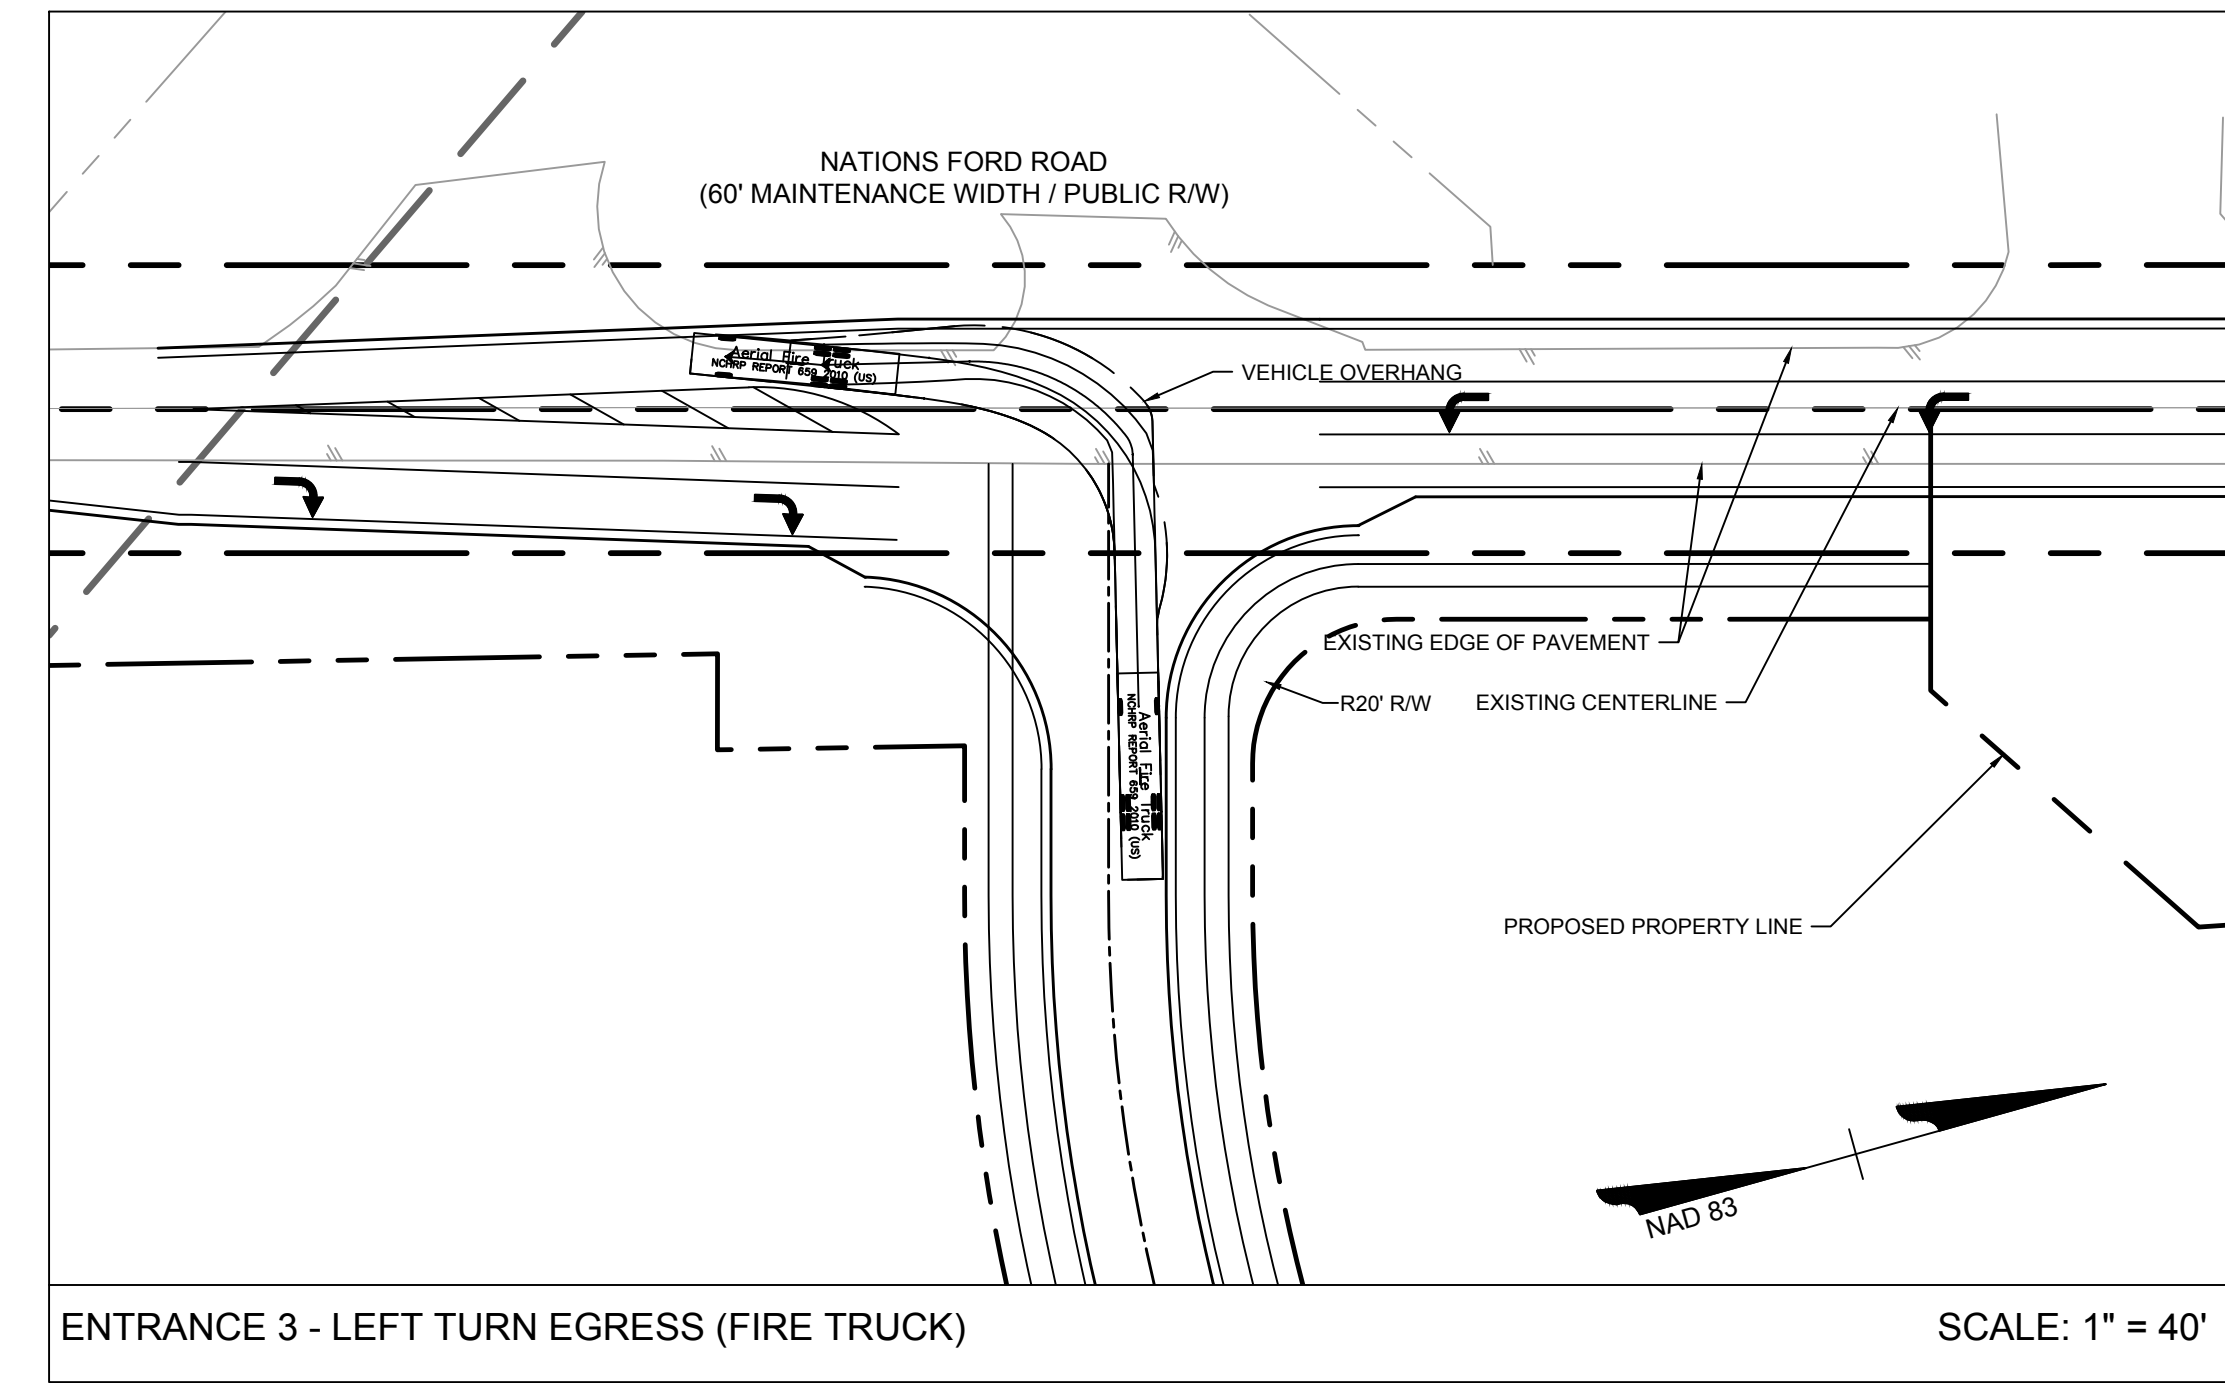 NATIONS FORD ROAD
(60' MAINTENANCE WIDTH / PUBLIC R/W)
Aerial Fire Truck
NCHRP REPORT 659 2010 (US)
VEHICLE OVERHANG
EXISTING EDGE OF PAVEMENT
R20' R/W
EXISTING CENTERLINE
Aerial Fire Truck
NCHRP REPORT 659 2010 (US)
PROPOSED PROPERTY LINE
NAD 83
ENTRANCE 3 - LEFT TURN EGRESS (FIRE TRUCK)
SCALE: 1" = 40'